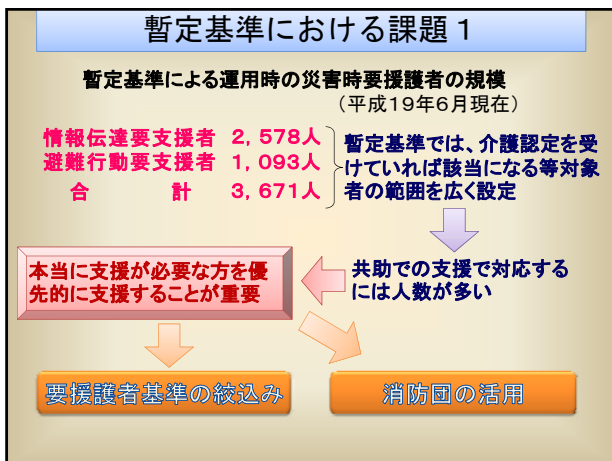 暫定基準における課題1
暫定基準による運用時の災害時要援護者の規模
(平成19年6月現在)
情報伝達要支援者 2,578人
避難行動要支援者 1,093人
合 計 3,671人
暫定基準では、介護認定を受
けていれば該当になる等対象
者の範囲を広く設定
共助での支援で対応する
には人数が多い
本当に支援が必要な方を優
先的に支援することが重要
要援護者基準の絞込み
消防団の活用